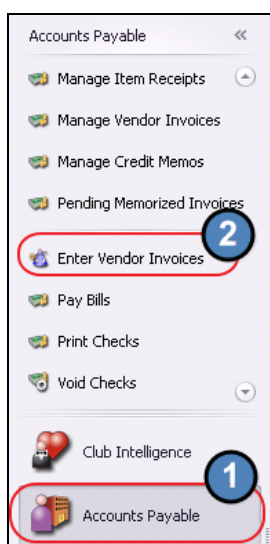 Accounts Payable «
Manage Item Receipts
Manage Vendor Invoices
Manage Credit Memos
Pending Memorized Invoices
2
Enter Vendor Invoices
Pay Bills
Print Checks
Void Checks
Club Intelligence
1
Accounts Payable